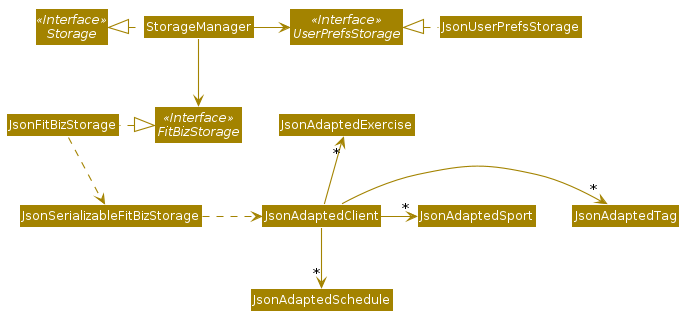 «Interface»
Storage
StorageManager
«Interface»
UserPrefsStorage
JsonUserPrefsStorage
JsonFitBizStorage
«Interface»
FitBizStorage
JsonAdaptedExercise
*
*
JsonSerializableFitBizStorage
JsonAdaptedClient
*
JsonAdaptedSport
JsonAdaptedTag
*
JsonAdaptedSchedule